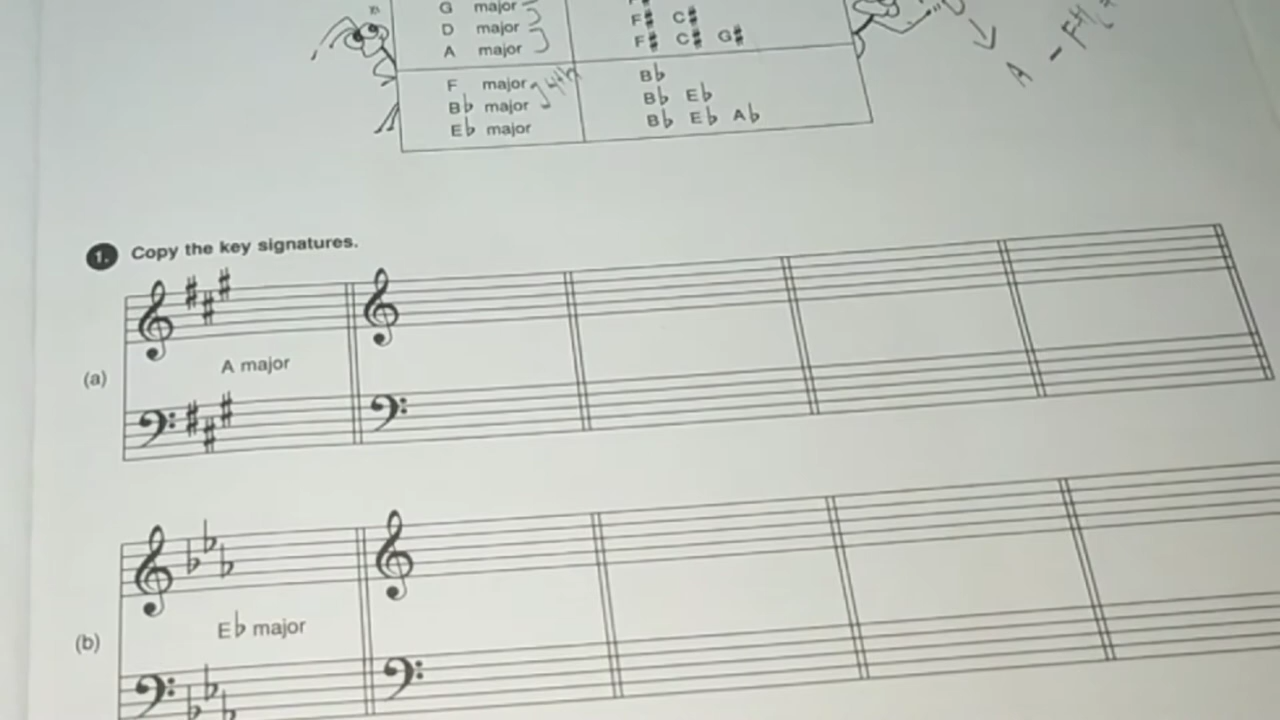 G major
F♯ C♯
D major
F♯ C♯ G♯
A major
F major
B♭
B♭ major
B♭ E♭
E♭ major
B♭ E♭ A♭
A - F♯
1. Copy the key signatures.
A major
(a)
E♭ major
(b)